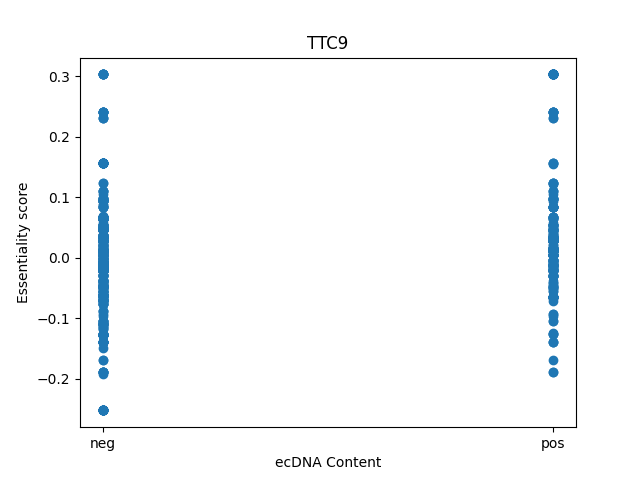 TTC9
Essentiality score
0.3
0.2
0.1
0.0
−0.1
−0.2
neg
pos
ecDNA Content